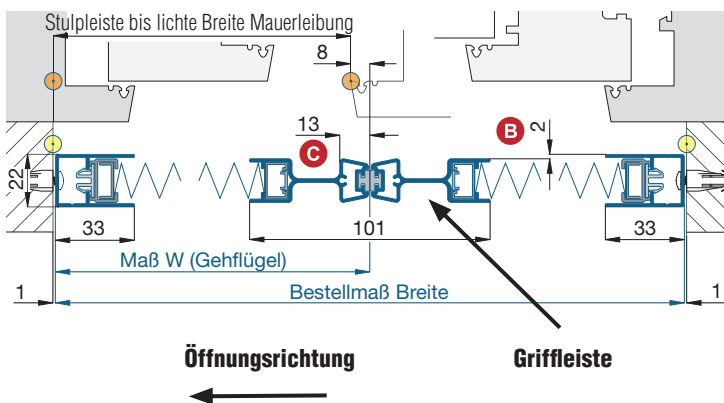 Stulpleiste bis lichte Breite Mauerleibung
8
13
C
B
2
22
33
101
33
Maß W (Gehflügel)
1
Bestellmaß Breite
1
Öffnungsrichtung
Griffleiste